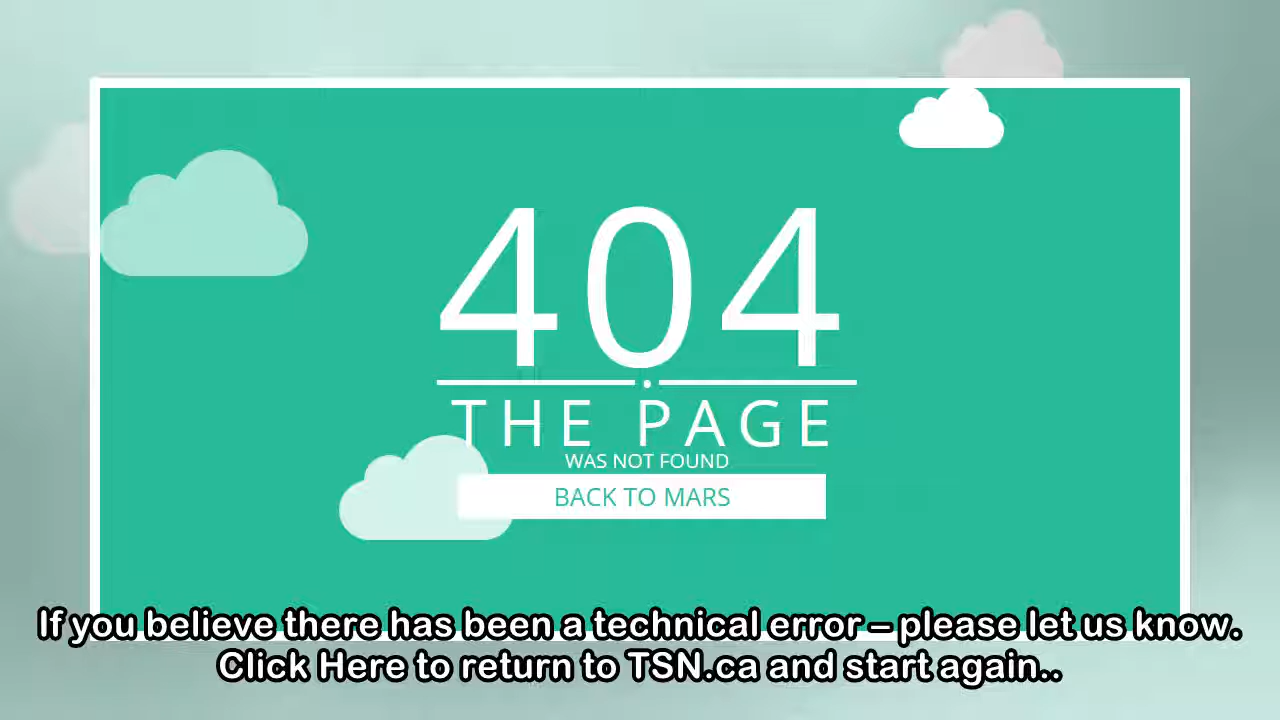 404
THE PAGE
WAS NOT FOUND
BACK TO MARS
If you believe there has been a technical error – please let us know.
Click Here to return to TSN.ca and start again..